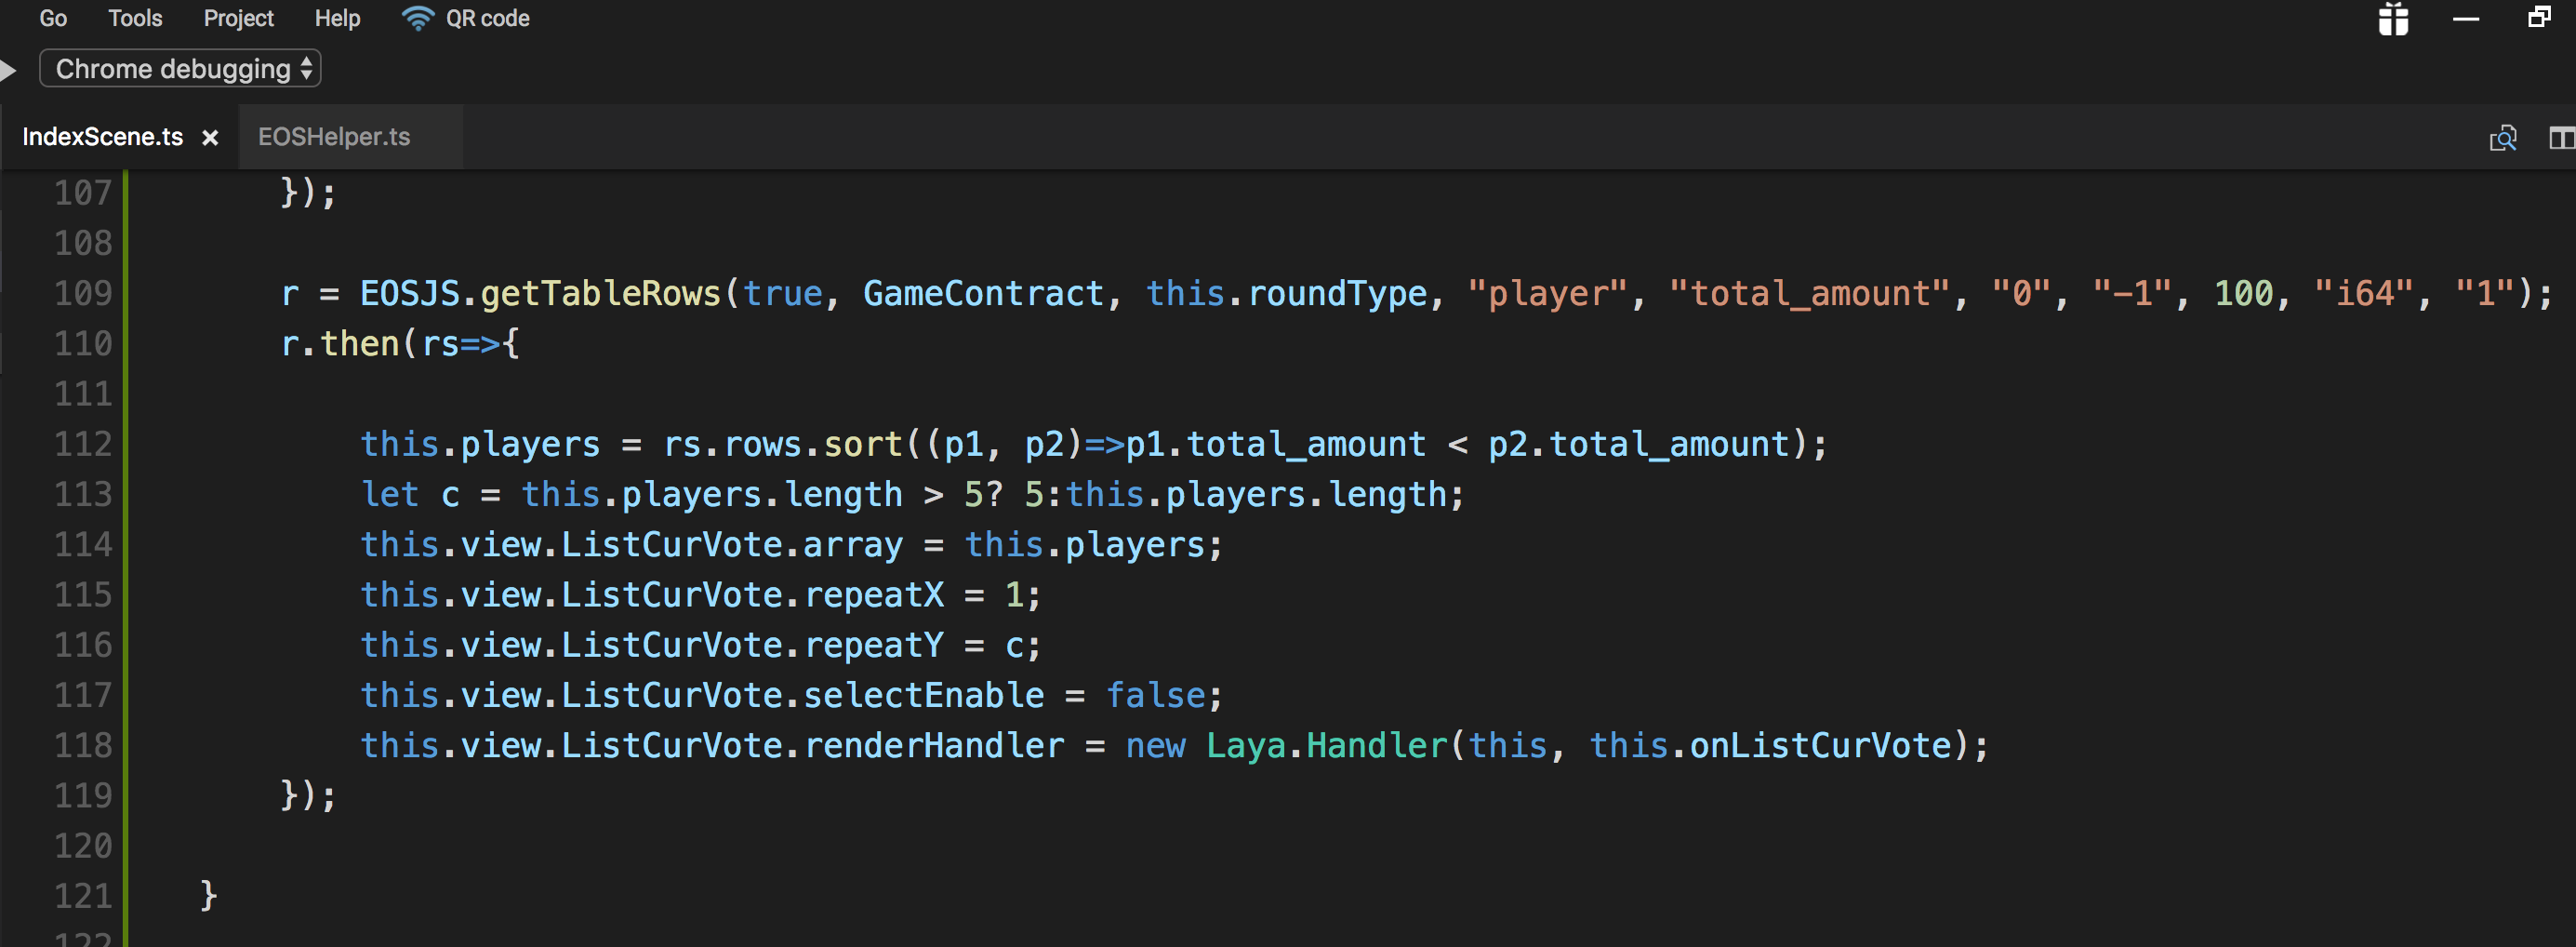 Go Tools Project Help QR code
Chrome debugging
IndexScene.ts × EOSHelper.ts
107 });
108
109 r = EOSJS.getTableRows(true, GameContract, this.roundType, "player", "total_amount", "0", "-1", 100, "i64", "1");
110 r.then(rs=>{
111
112 this.players = rs.rows.sort((p1, p2)=>p1.total_amount < p2.total_amount);
113 let c = this.players.length > 5? 5:this.players.length;
114 this.view.ListCurVote.array = this.players;
115 this.view.ListCurVote.repeatX = 1;
116 this.view.ListCurVote.repeatY = c;
117 this.view.ListCurVote.selectEnable = false;
118 this.view.ListCurVote.renderHandler = new Laya.Handler(this, this.onListCurVote);
119 });
120
121 }
122